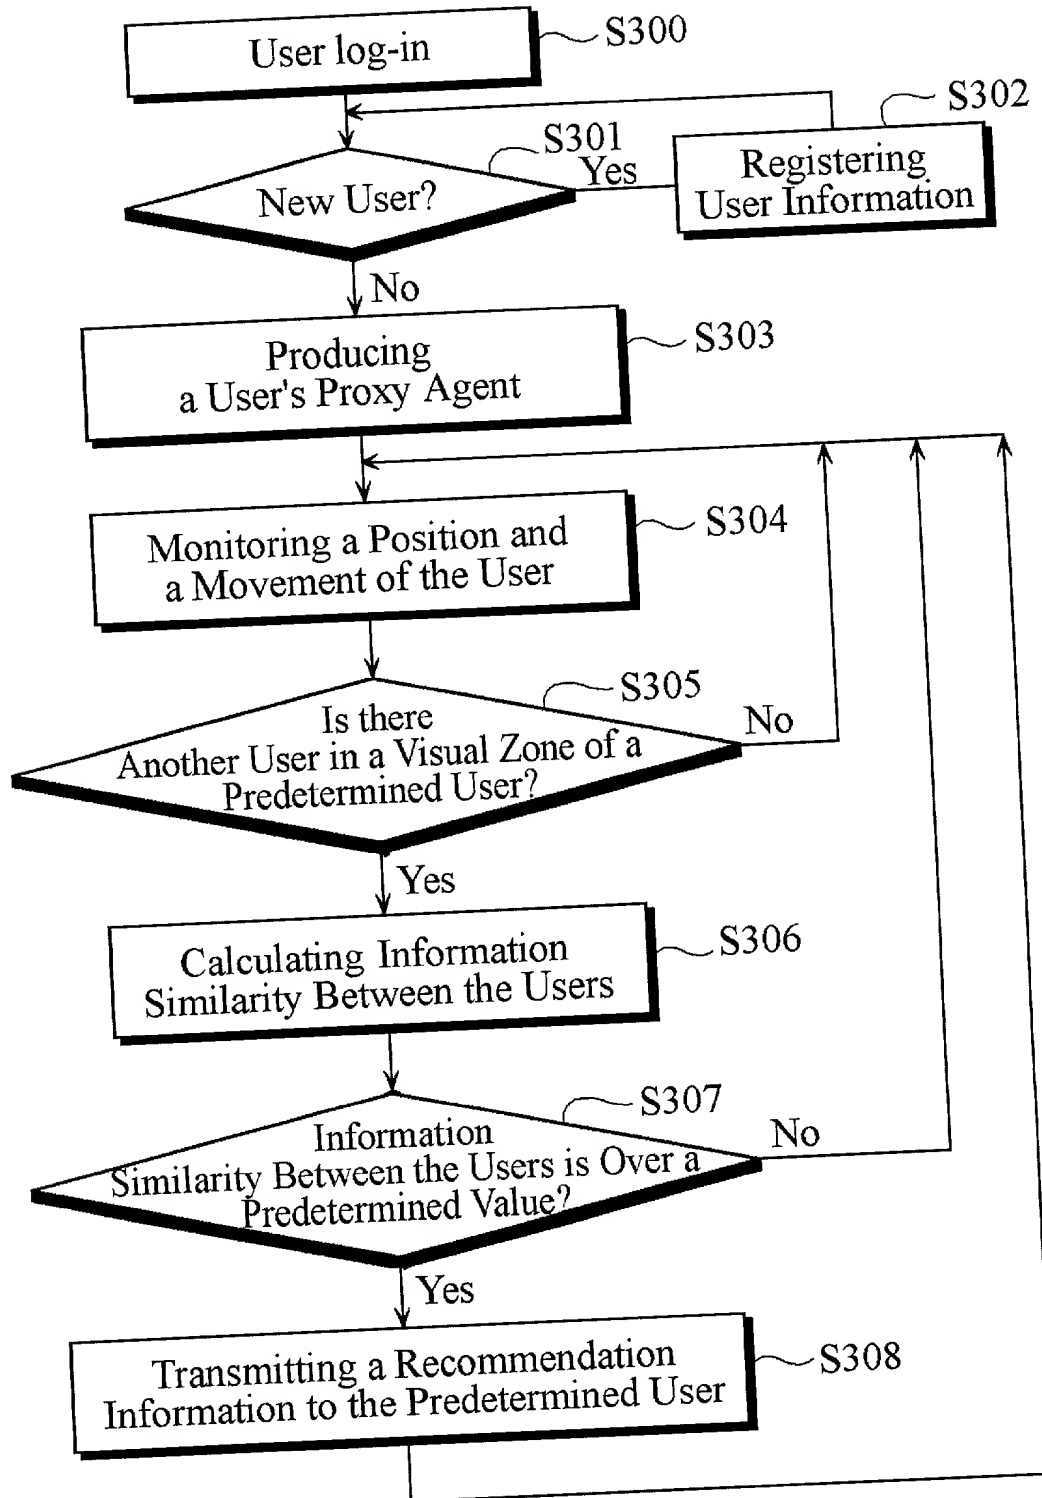 User log-in
S300
S301
New User?
Yes
S302
Registering
User Information
No
S303
Producing
a User's Proxy Agent
S304
Monitoring a Position and
a Movement of the User
S305
Is there
Another User in a Visual Zone of a
Predetermined User?
No
Yes
S306
Calculating Information
Similarity Between the Users
S307
Information
Similarity Between the Users is Over a
Predetermined Value?
No
Yes
S308
Transmitting a Recommendation
Information to the Predetermined User